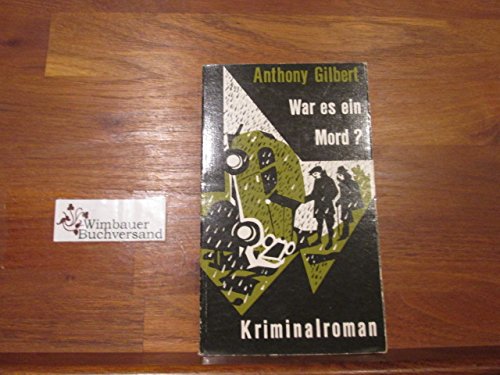 Anthony Gilbert
War es ein
Mord?
Kriminalroman
Wimbauer
Buchversand